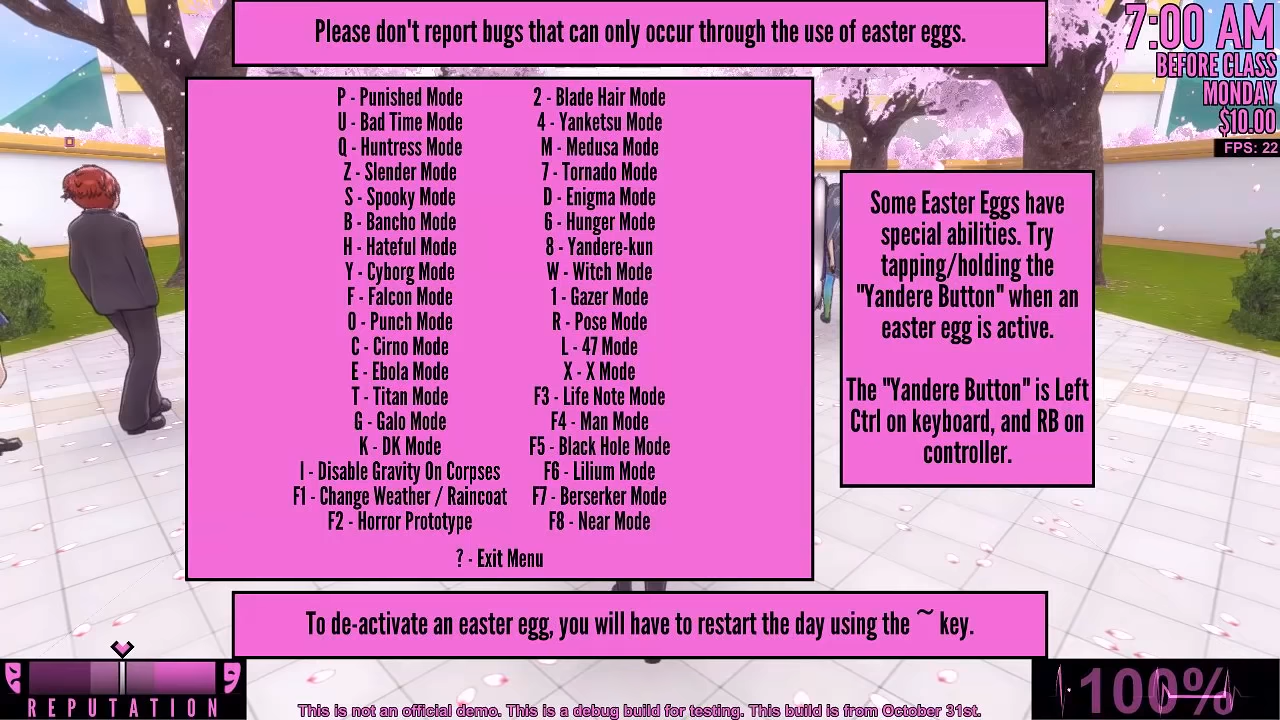 Please don't report bugs that can only occur through the use of easter eggs.
7:00 AM
BEFORE CLASS
MONDAY
$10.00
FPS: 22
P - Punished Mode
U - Bad Time Mode
Q - Huntress Mode
Z - Slender Mode
S - Spooky Mode
B - Bancho Mode
H - Hateful Mode
Y - Cyborg Mode
F - Falcon Mode
O - Punch Mode
C - Cirno Mode
E - Ebola Mode
T - Titan Mode
G - Galo Mode
K - DK Mode
I - Disable Gravity On Corpses
F1 - Change Weather / Raincoat
F2 - Horror Prototype
2 - Blade Hair Mode
4 - Yanketsu Mode
M - Medusa Mode
7 - Tornado Mode
D - Enigma Mode
6 - Hunger Mode
8 - Yandere-kun
W - Witch Mode
1 - Gazer Mode
R - Pose Mode
L - 47 Mode
X - X Mode
F3 - Life Note Mode
F4 - Man Mode
F5 - Black Hole Mode
F6 - Lilium Mode
F7 - Berserker Mode
F8 - Near Mode
? - Exit Menu
Some Easter Eggs have
special abilities. Try
tapping/holding the
"Yandere Button" when an
easter egg is active.
The "Yandere Button" is Left
Ctrl on keyboard, and RB on
controller.
To de-activate an easter egg, you will have to restart the day using the ~ key.
REPUTATION
100%
This is not an official demo. This is a debug build for testing. This build is from October 31st.